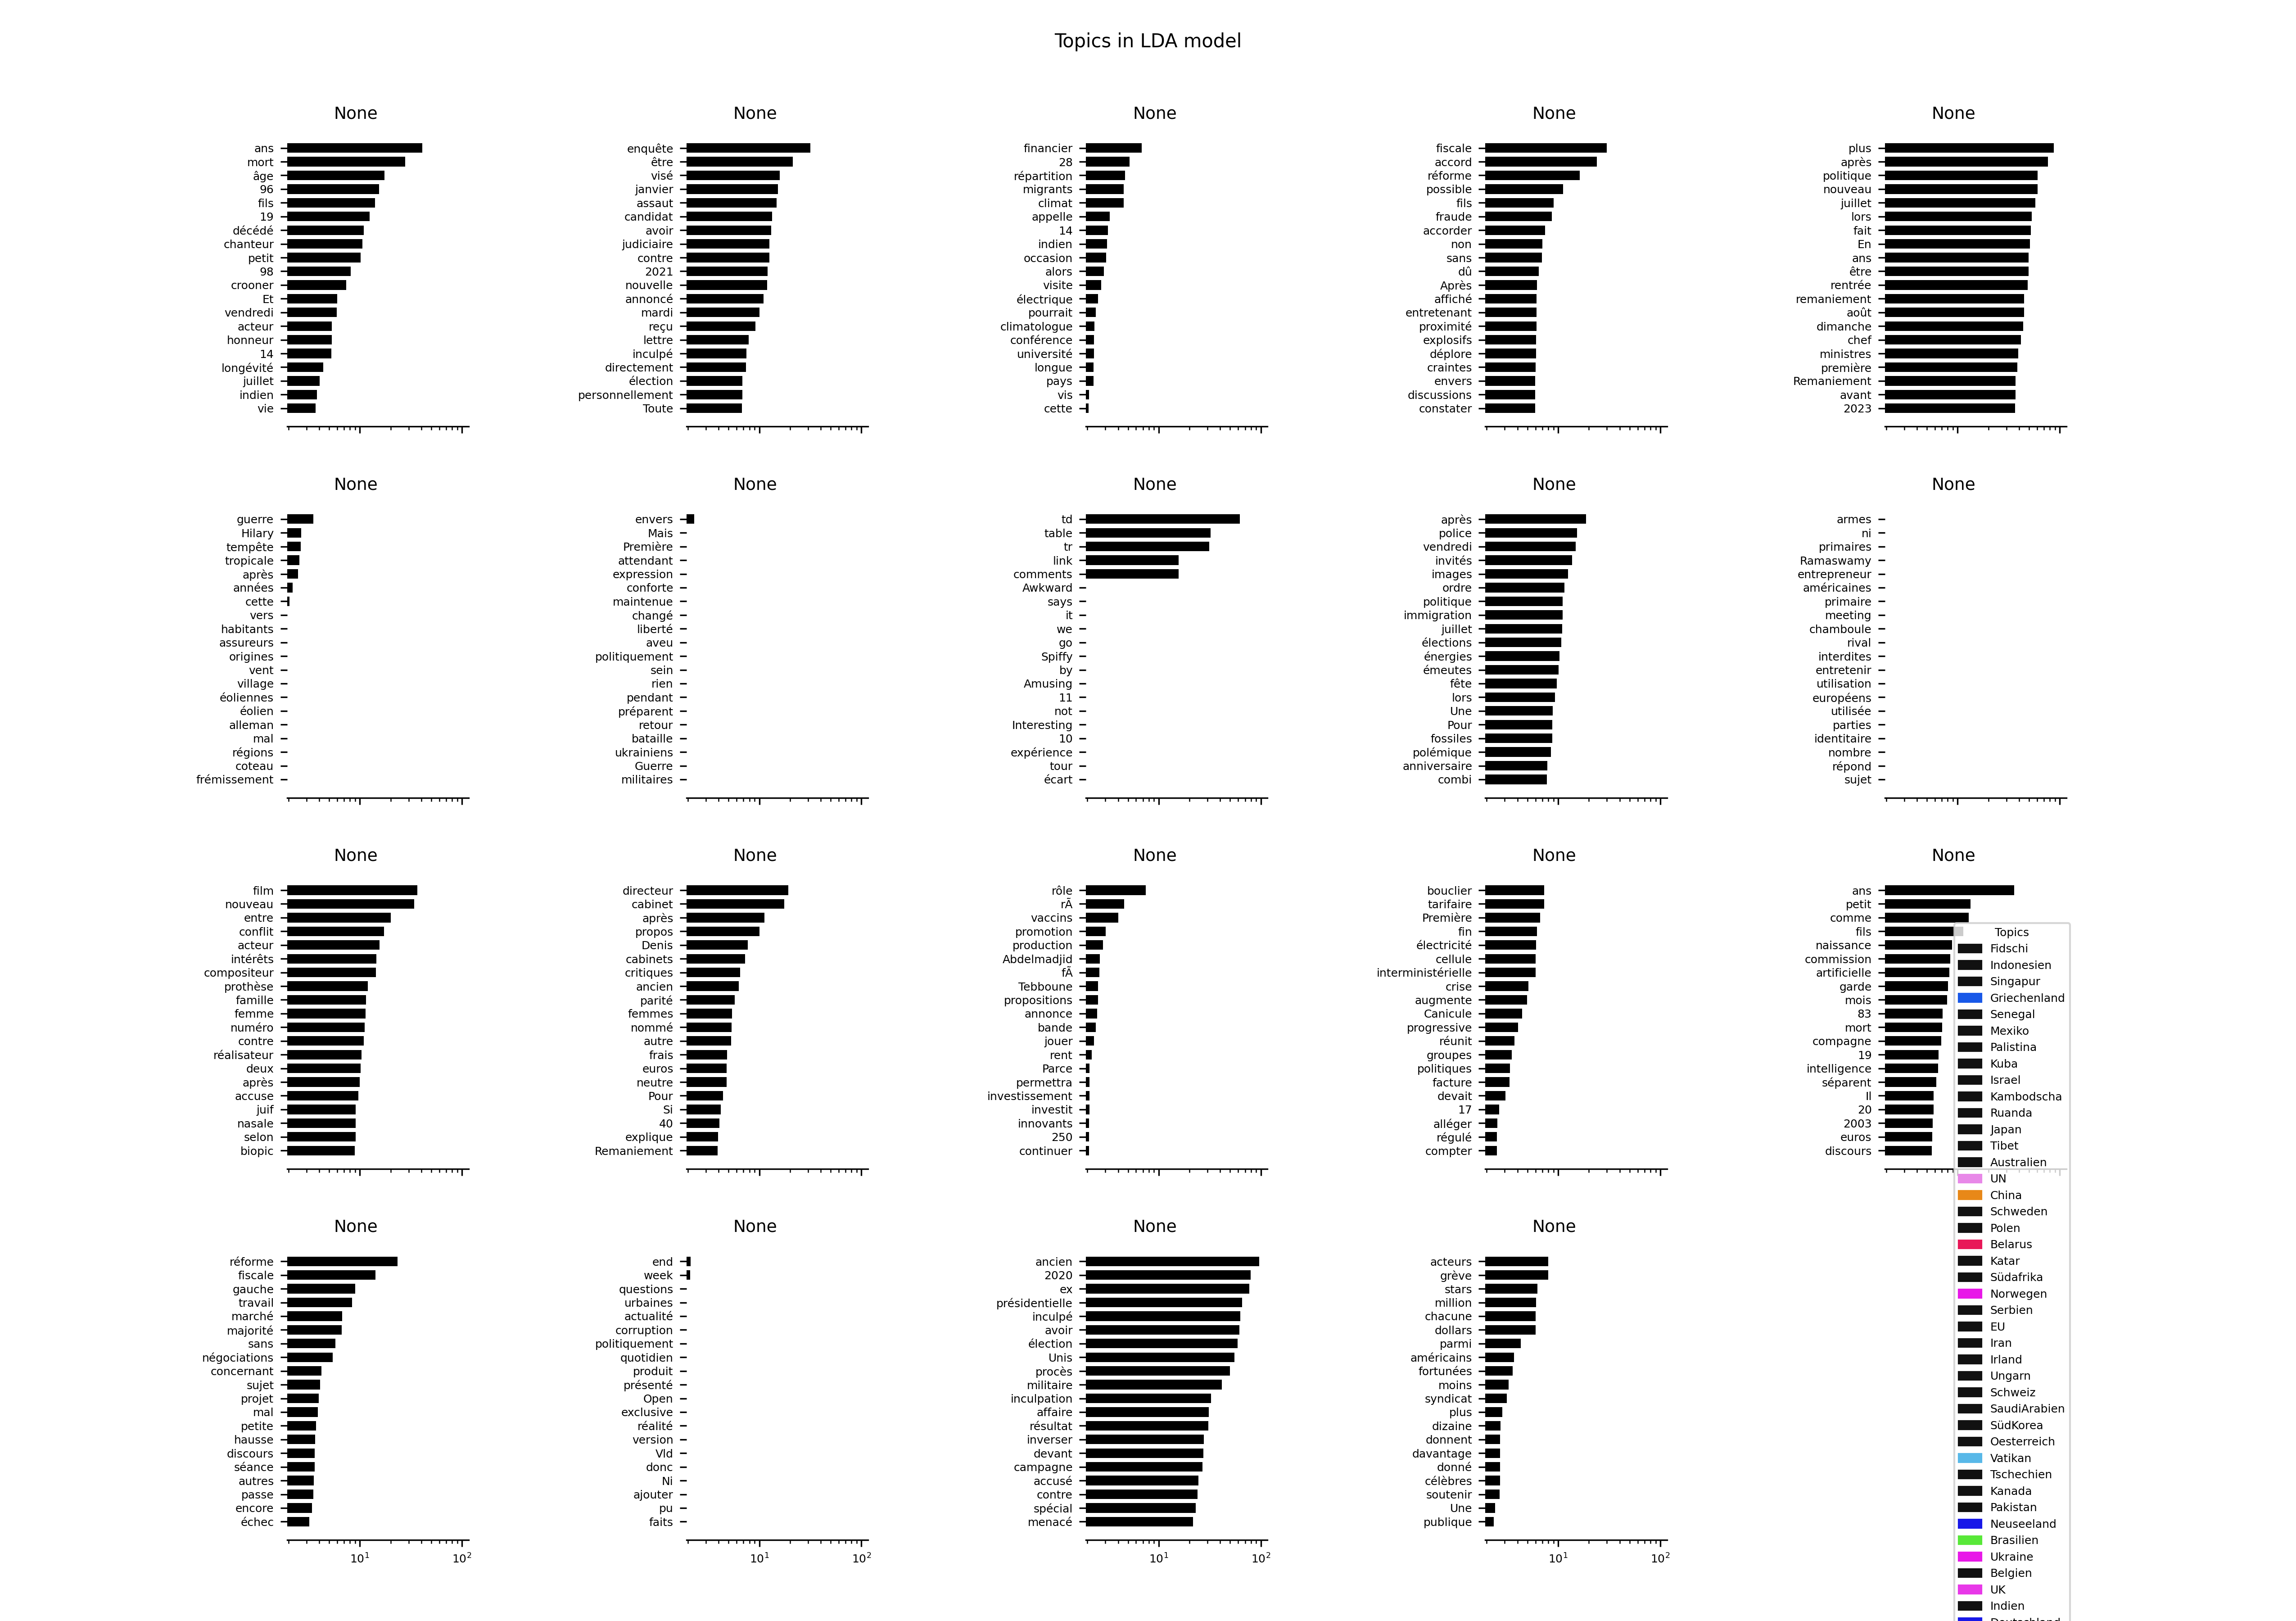 Topics in LDA model
None
ans
mort
âge
96
fils
19
décédé
chanteur
petit
98
crooner
Et
vendredi
acteur
honneur
14
longévité
juillet
indien
vie
None
enquête
être
visé
janvier
assaut
candidat
avoir
judiciaire
contre
2021
nouvelle
annoncé
mardi
reçu
lettre
inculpé
directement
élection
personnellement
Toute
None
financier
28
répartition
migrants
climat
appelle
14
indien
occasion
alors
visite
électrique
pourrait
climatologue
conférence
université
longue
pays
vis
cette
None
fiscale
accord
réforme
possible
fils
fraude
accorder
non
sans
dû
Après
affiché
entretenant
proximité
explosifs
déplore
craintes
envers
discussions
constater
None
plus
après
politique
nouveau
juillet
lors
fait
En
ans
être
rentrée
remaniement
août
dimanche
chef
ministres
première
Remaniement
avant
2023
None
guerre
Hilary
tempête
tropicale
après
années
cette
vers
habitants
assureurs
origines
vent
village
éoliennes
éolien
alleman
mal
régions
coteau
frémissement
None
envers
Mais
Première
attendant
expression
conforte
maintenue
changé
liberté
aveu
politiquement
sein
rien
pendant
préparent
retour
bataille
ukrainiens
Guerre
militaires
None
td
table
tr
link
comments
Awkward
says
it
we
go
Spiffy
by
Amusing
11
not
Interesting
10
expérience
tour
écart
None
après
police
vendredi
invités
images
ordre
politique
immigration
juillet
élections
énergies
émeutes
fête
lors
Une
Pour
fossiles
polémique
anniversaire
combi
None
armes
ni
primaires
Ramaswamy
entrepreneur
américaines
primaire
meeting
chamboule
rival
interdites
entretenir
utilisation
européens
utilisée
parties
identitaire
nombre
répond
sujet
None
film
nouveau
entre
conflit
acteur
intérêts
compositeur
prothèse
famille
femme
numéro
contre
réalisateur
deux
après
accuse
juif
nasale
selon
biopic
None
directeur
cabinet
après
propos
Denis
cabinets
critiques
ancien
parité
femmes
nommé
autre
frais
euros
neutre
Pour
Si
40
explique
Remaniement
None
rôle
rÃ
vaccins
promotion
production
Abdelmadjid
fÃ
Tebboune
propositions
annonce
bande
jouer
rent
Parce
permettra
investissement
investit
innovants
250
continuer
None
bouclier
tarifaire
Première
fin
électricité
cellule
interministérielle
crise
augmente
Canicule
progressive
réunit
groupes
politiques
facture
devait
17
alléger
régulé
compter
None
ans
petit
comme
fils
naissance
commission
artificielle
garde
mois
83
mort
compagne
19
intelligence
séparent
Il
20
2003
euros
discours
None
réforme
fiscale
gauche
travail
marché
majorité
sans
négociations
concernant
sujet
projet
mal
petite
hausse
discours
séance
autres
passe
encore
échec
10¹ 10²
None
end
week
questions
urbaines
actualité
corruption
politiquement
quotidien
produit
présenté
Open
exclusive
réalité
version
Vld
donc
Ni
ajouter
pu
faits
10¹ 10²
None
ancien
2020
ex
présidentielle
inculpé
avoir
élection
Unis
procès
militaire
inculpation
affaire
résultat
inverser
devant
campagne
accusé
contre
spécial
menacé
10¹ 10²
None
acteurs
grève
stars
million
chacune
dollars
parmi
américains
fortunées
moins
syndicat
plus
dizaine
donnent
davantage
donné
célèbres
soutenir
Une
publique
10¹ 10²
Topics
Fidschi
Indonesien
Singapur
Griechenland
Senegal
Mexiko
Palistina
Kuba
Israel
Kambodscha
Ruanda
Japan
Tibet
Australien
UN
China
Schweden
Polen
Belarus
Katar
Südafrika
Norwegen
Serbien
EU
Iran
Irland
Ungarn
Schweiz
SaudiArabien
SüdKorea
Oesterreich
Vatikan
Tschechien
Kanada
Pakistan
Neuseeland
Brasilien
Ukraine
Belgien
UK
Indien